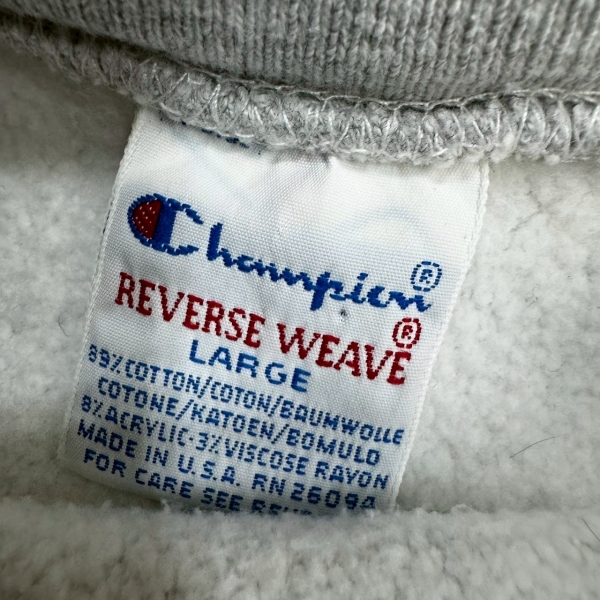 Champion®
REVERSE WEAVE®
LARGE
89% COTTON/COTON/BAUMWOLLE
COTONE/KATOEN/BOMULD
8% ACRYLIC-3% VISCOSE RAYON
MADE IN U.S.A. RN 26094
FOR CARE SEE